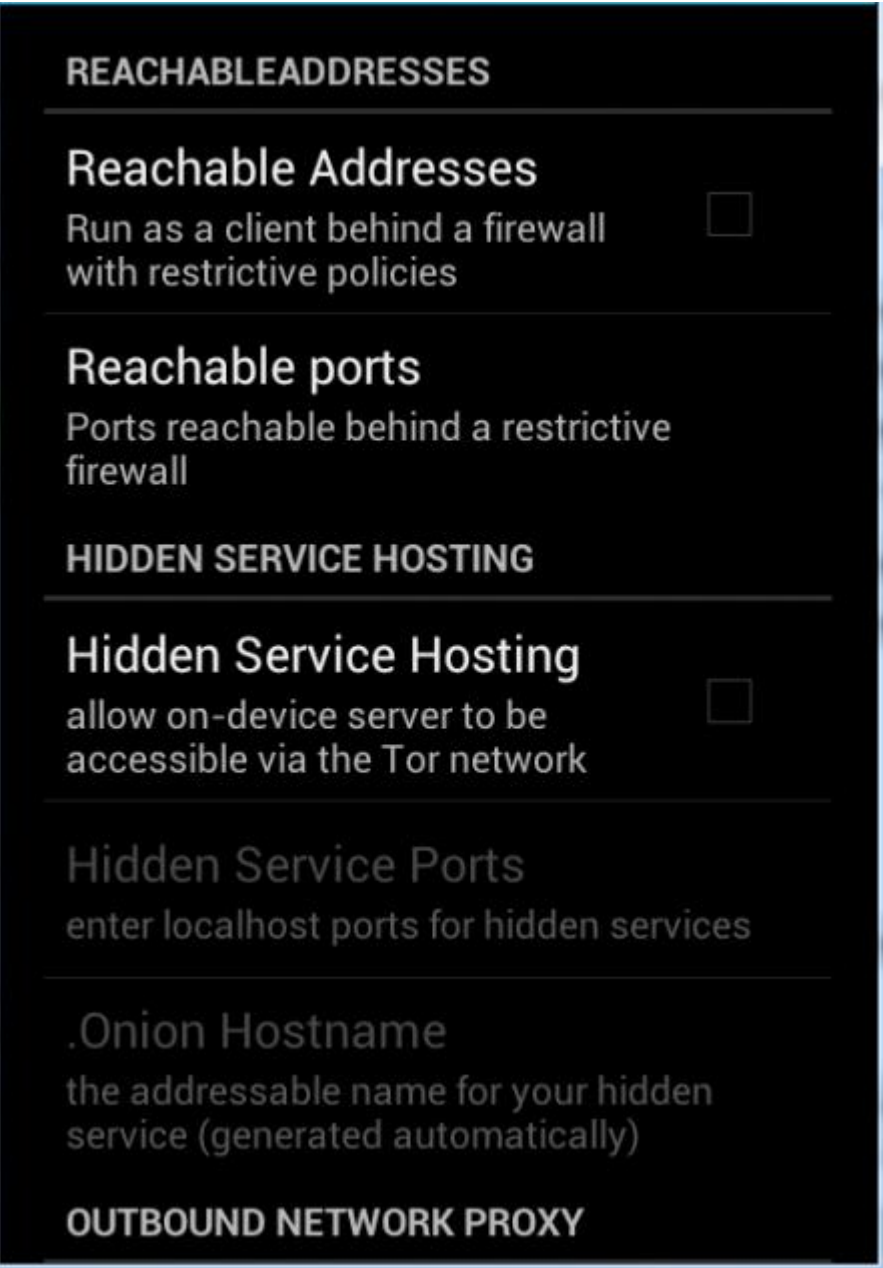 REACHABLEADDRESSES
Reachable Addresses
Run as a client behind a firewall
with restrictive policies
Reachable ports
Ports reachable behind a restrictive
firewall
HIDDEN SERVICE HOSTING
Hidden Service Hosting
allow on-device server to be
accessible via the Tor network
Hidden Service Ports
enter localhost ports for hidden services
.Onion Hostname
the addressable name for your hidden
service (generated automatically)
OUTBOUND NETWORK PROXY